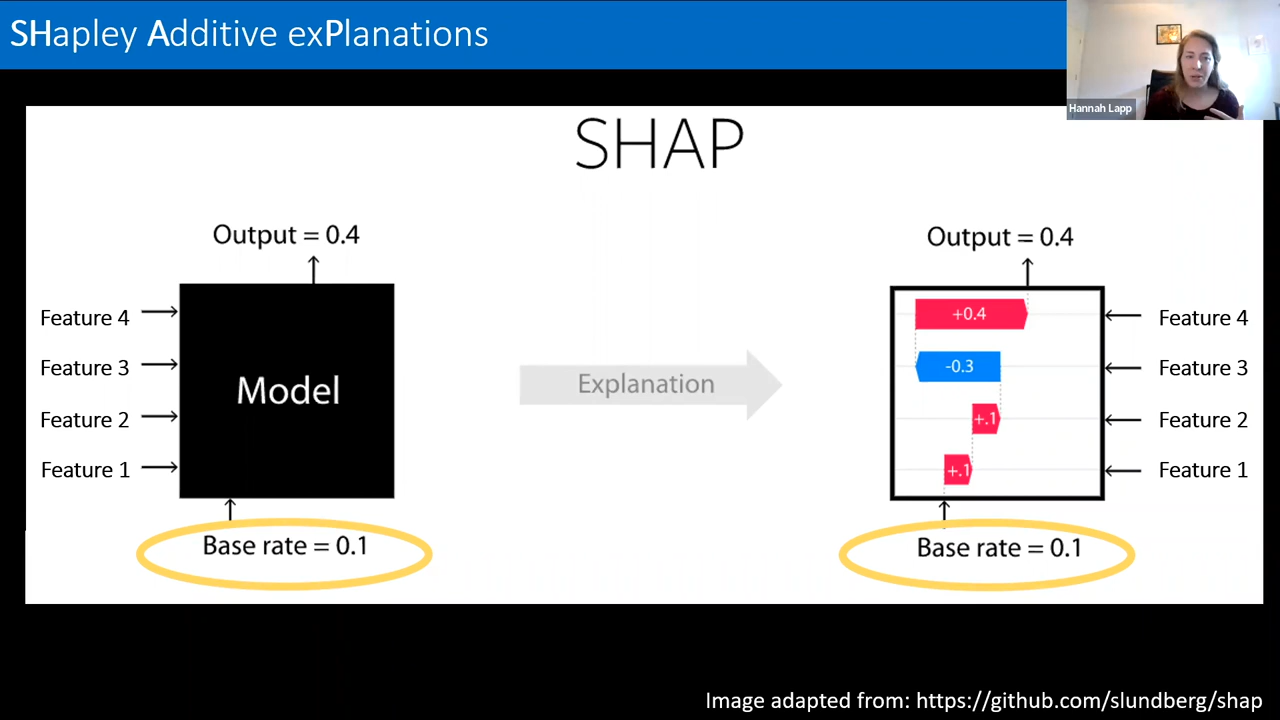 SHapley Additive exPlanations
Hannah Lapp
SHAP
Output = 0.4
Feature 4
Feature 3
Feature 2
Feature 1
Model
Base rate = 0.1
Explanation
Output = 0.4
+0.4
-0.3
+.1
+.1
Feature 4
Feature 3
Feature 2
Feature 1
Base rate = 0.1
Image adapted from: https://github.com/slundberg/shap